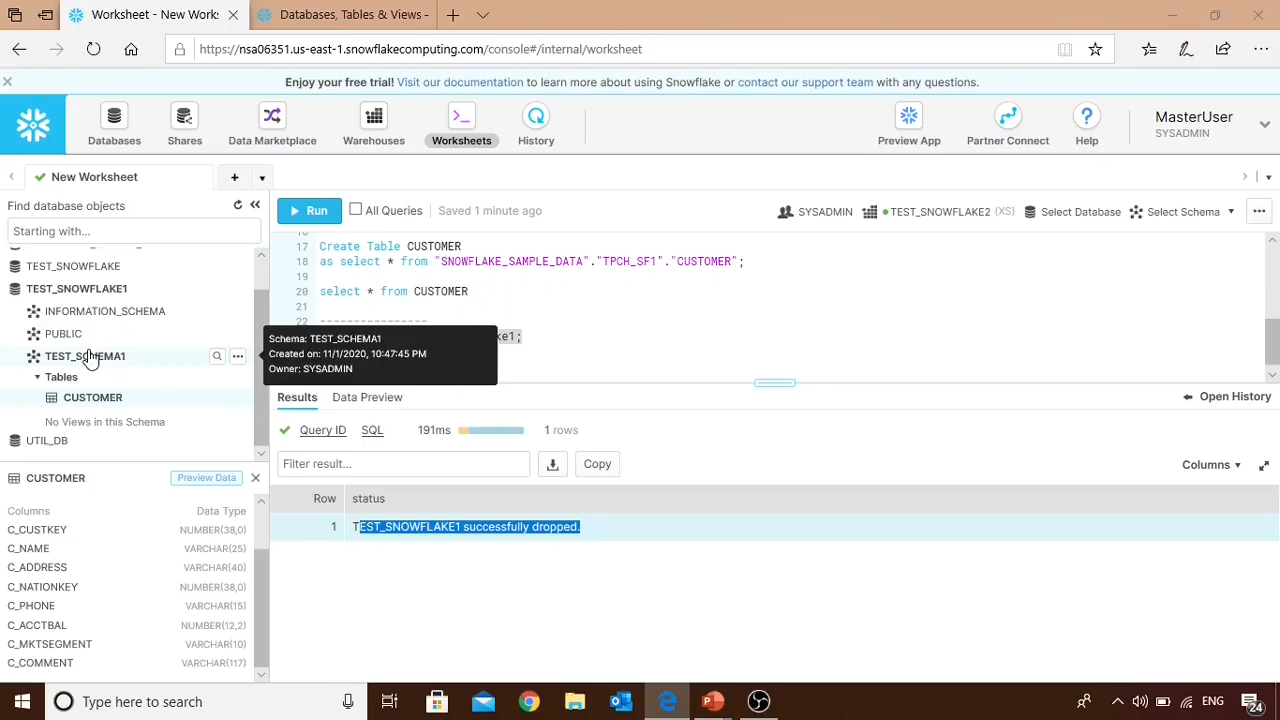 Worksheet - New Works
Databases, Tables & Views -
https://nsa06351.us-east-1.snowflakecomputing.com/console#/internal/worksheet
Enjoy your free trial! Visit our documentation to learn more about using Snowflake or contact our support team with any questions.
Databases
Shares
Data Marketplace
Warehouses
Worksheets
History
Preview App
Partner Connect
Help
MasterUser
SYSADMIN
New Worksheet
Find database objects
Starting with...
TEST_SNOWFLAKE
TEST_SNOWFLAKE1
INFORMATION_SCHEMA
PUBLIC
TEST_SCHEMA1
Tables
CUSTOMER
No Views in this Schema
UTIL_DB
CUSTOMER
Preview Data
Columns Data Type
C_CUSTKEY NUMBER(38,0)
C_NAME VARCHAR(25)
C_ADDRESS VARCHAR(40)
C_NATIONKEY NUMBER(38,0)
C_PHONE VARCHAR(15)
C_ACCTBAL NUMBER(12,2)
C_MKTSEGMENT VARCHAR(10)
C_COMMENT VARCHAR(117)
Run
All Queries
Saved 1 minute ago
SYSADMIN
TEST_SNOWFLAKE2 (XS)
Select Database
Select Schema
17 Create Table CUSTOMER
18 as select * from "SNOWFLAKE_SAMPLE_DATA"."TPCH_SF1"."CUSTOMER";
19
20 select * from CUSTOMER
21
22 ---------------
ke1;
Schema: TEST_SCHEMA1
Created on: 11/1/2020, 10:47:45 PM
Owner: SYSADMIN
Results
Data Preview
Open History
Query ID
SQL
191ms
1 rows
Filter result...
Copy
Columns
Row status
1 TEST_SNOWFLAKE1 successfully dropped.
Type here to search
ENG
24